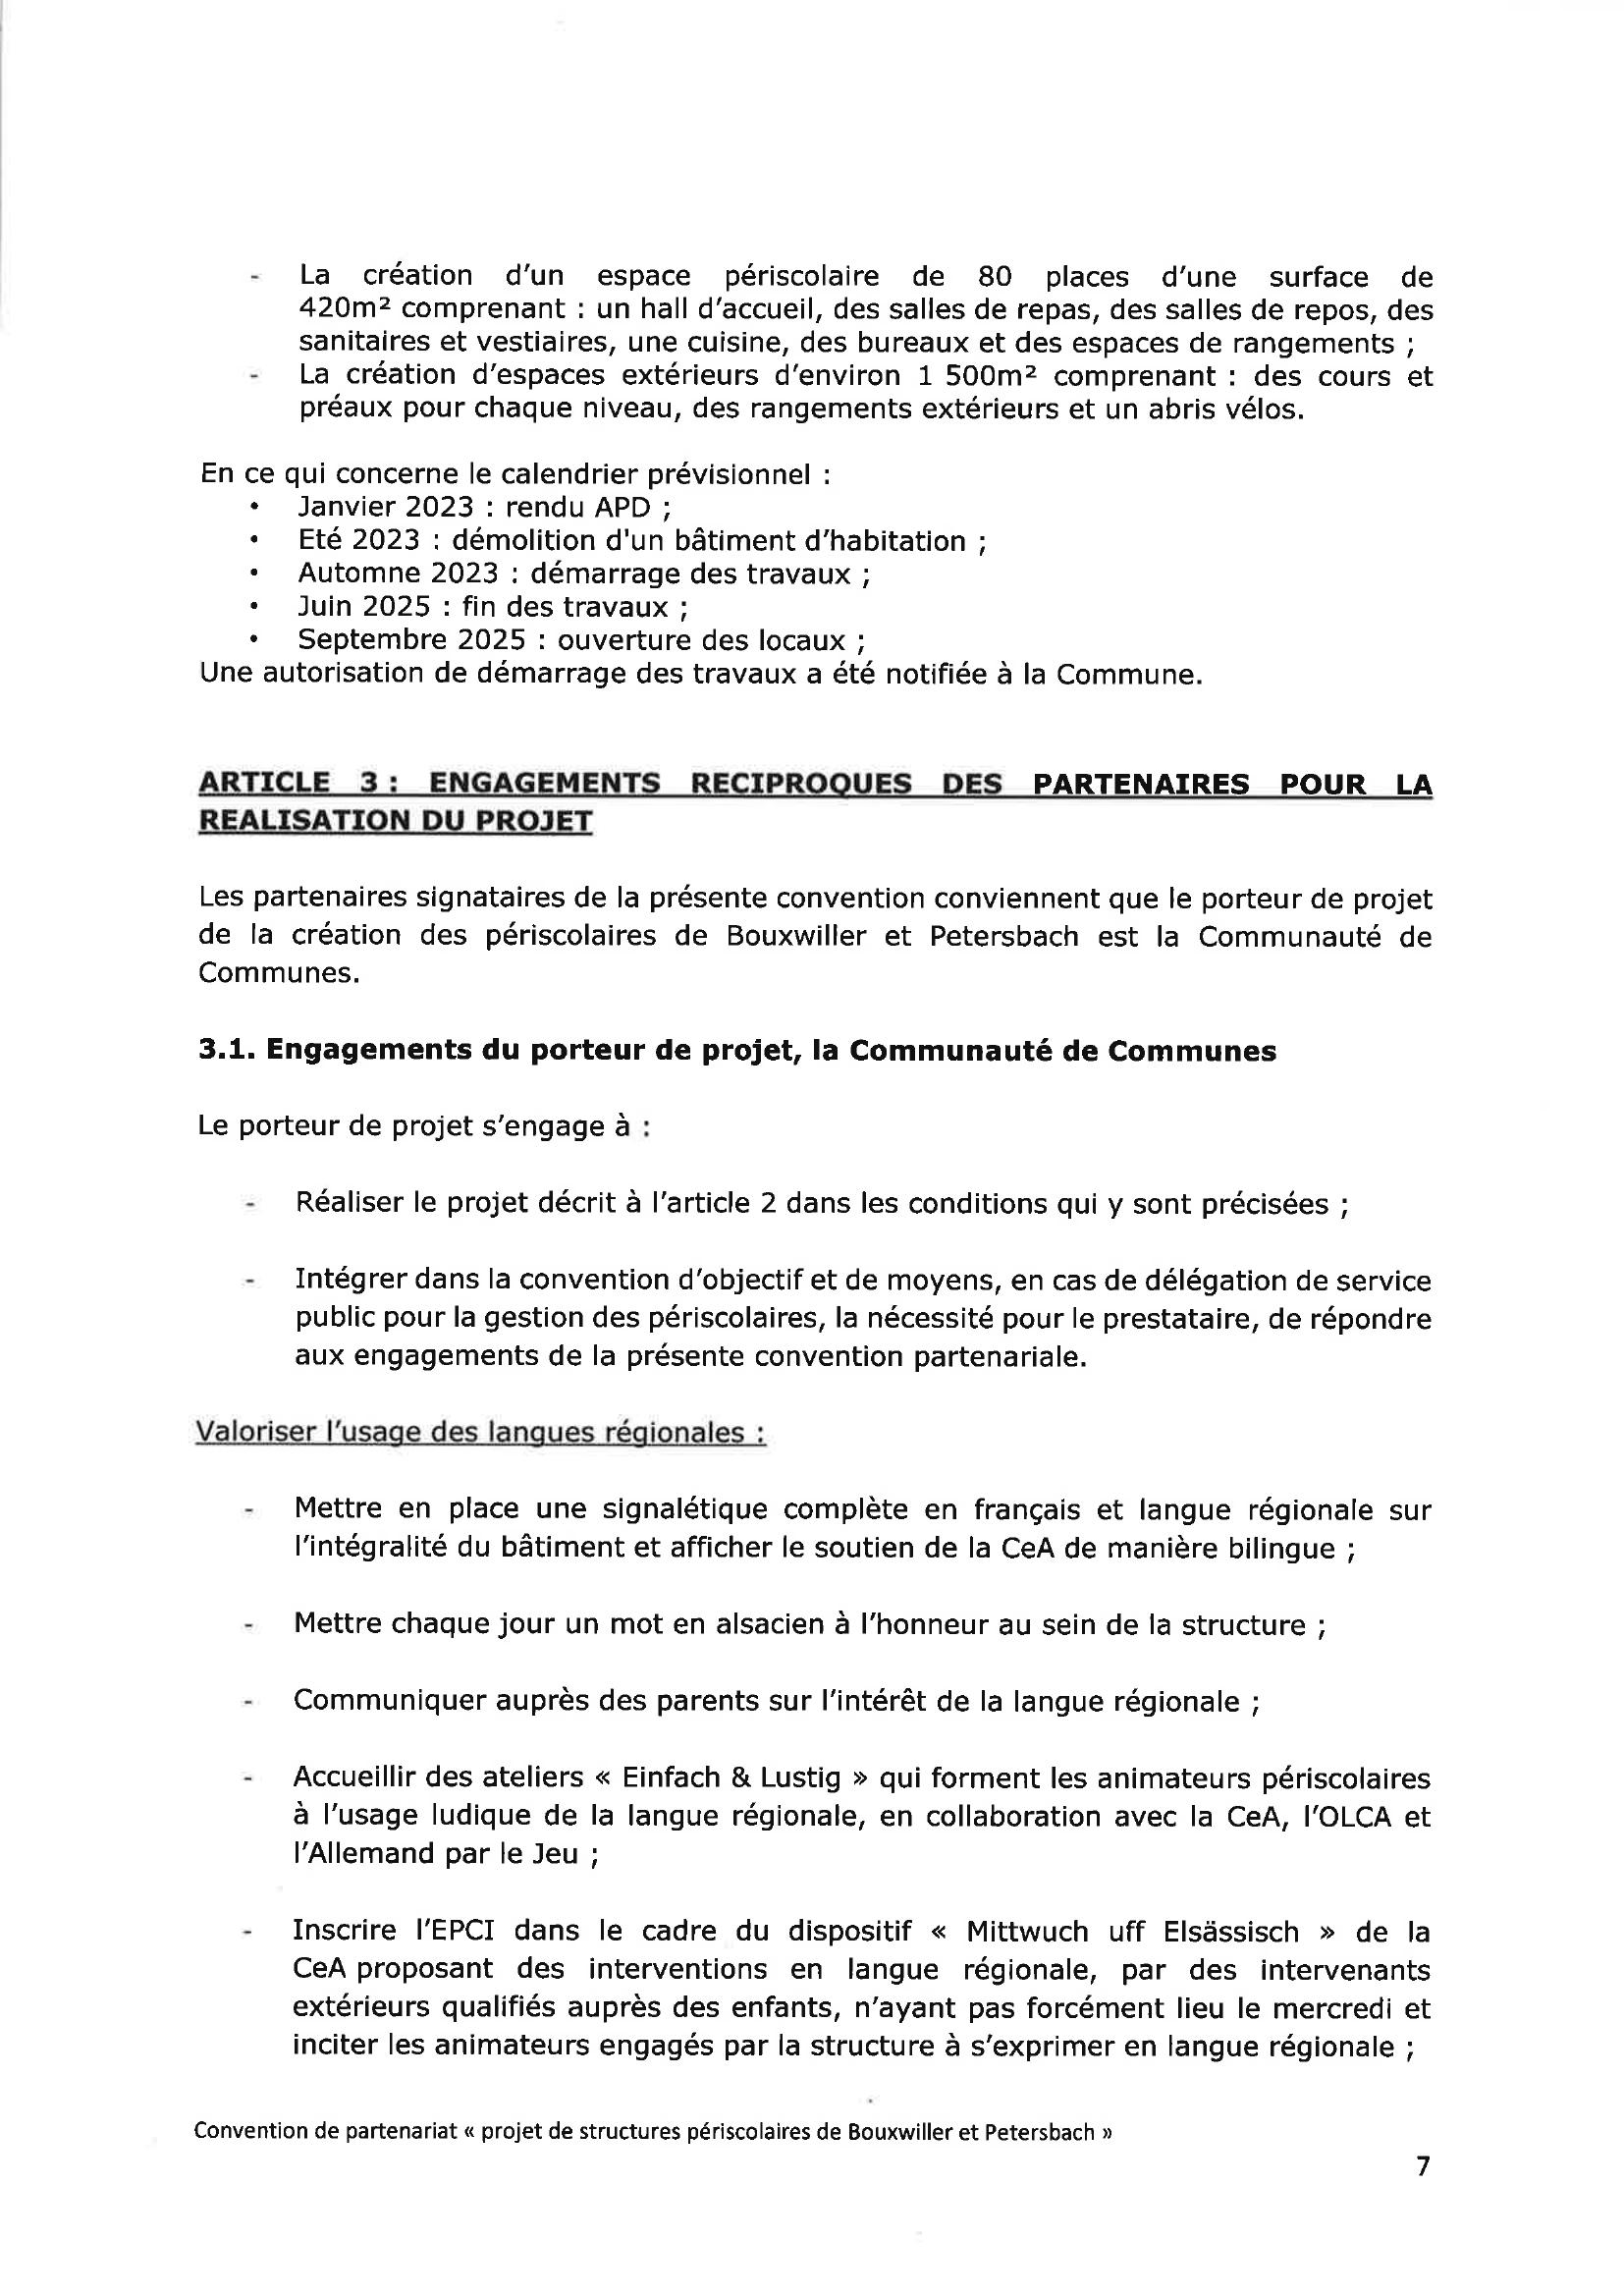 - La création d'un espace périscolaire de 80 places d'une surface de
420m² comprenant : un hall d'accueil, des salles de repas, des salles de repos, des
sanitaires et vestiaires, une cuisine, des bureaux et des espaces de rangements ;
- La création d'espaces extérieurs d'environ 1 500m² comprenant : des cours et
préaux pour chaque niveau, des rangements extérieurs et un abris vélos.
En ce qui concerne le calendrier prévisionnel :
• Janvier 2023 : rendu APD ;
• Eté 2023 : démolition d'un bâtiment d'habitation ;
• Automne 2023 : démarrage des travaux ;
• Juin 2025 : fin des travaux ;
• Septembre 2025 : ouverture des locaux ;
Une autorisation de démarrage des travaux a été notifiée à la Commune.
ARTICLE 3 : ENGAGEMENTS RECIPROQUES DES PARTENAIRES POUR LA
REALISATION DU PROJET
Les partenaires signataires de la présente convention conviennent que le porteur de projet
de la création des périscolaires de Bouxwiller et Petersbach est la Communauté de
Communes.
3.1. Engagements du porteur de projet, la Communauté de Communes
Le porteur de projet s'engage à :
- Réaliser le projet décrit à l'article 2 dans les conditions qui y sont précisées ;
- Intégrer dans la convention d'objectif et de moyens, en cas de délégation de service
public pour la gestion des périscolaires, la nécessité pour le prestataire, de répondre
aux engagements de la présente convention partenariale.
Valoriser l'usage des langues régionales :
- Mettre en place une signalétique complète en français et langue régionale sur
l'intégralité du bâtiment et afficher le soutien de la CeA de manière bilingue ;
- Mettre chaque jour un mot en alsacien à l'honneur au sein de la structure ;
- Communiquer auprès des parents sur l'intérêt de la langue régionale ;
- Accueillir des ateliers « Einfach & Lustig » qui forment les animateurs périscolaires
à l'usage ludique de la langue régionale, en collaboration avec la CeA, l'OLCA et
l'Allemand par le Jeu ;
- Inscrire l'EPCI dans le cadre du dispositif « Mittwuch uff Elsässisch » de la
CeA proposant des interventions en langue régionale, par des intervenants
extérieurs qualifiés auprès des enfants, n'ayant pas forcément lieu le mercredi et
inciter les animateurs engagés par la structure à s'exprimer en langue régionale ;
Convention de partenariat « projet de structures périscolaires de Bouxwiller et Petersbach »
7